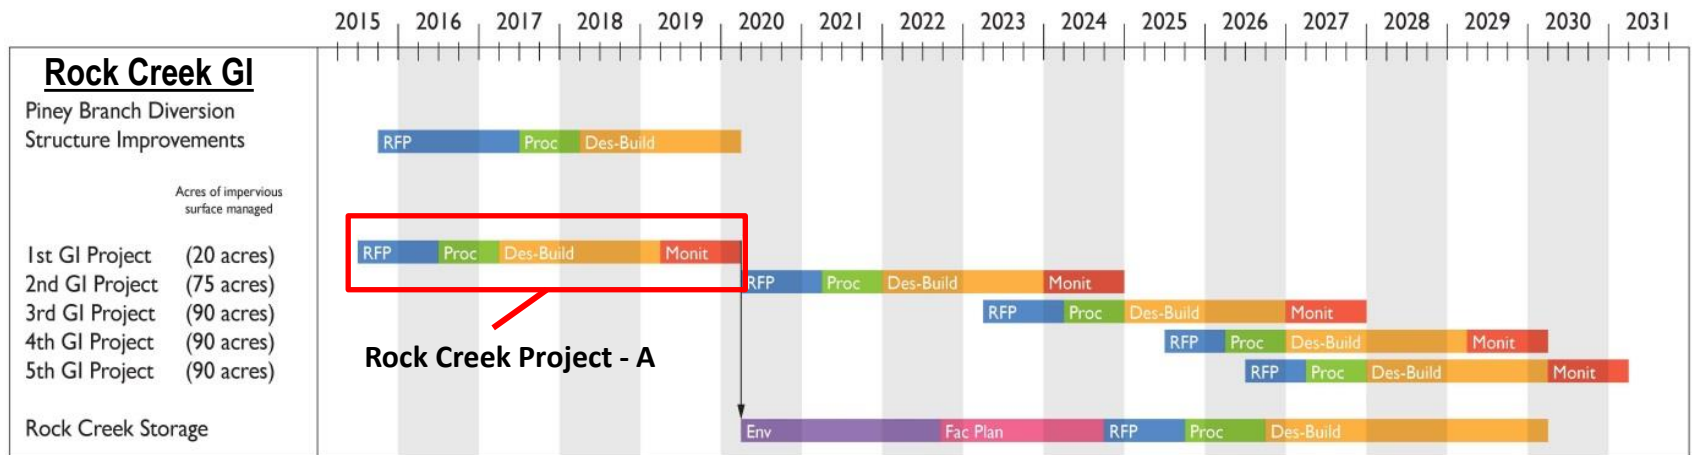 2015 2016 2017 2018 2019 2020 2021 2022 2023 2024 2025 2026 2027 2028 2029 2030 2031
Rock Creek GI
Piney Branch Diversion
Structure Improvements
RFP Proc Des-Build
Acres of impervious
surface managed
1st GI Project (20 acres) RFP Proc Des-Build Monit
2nd GI Project (75 acres) RFP Proc Des-Build Monit
3rd GI Project (90 acres) RFP Proc Des-Build Monit
4th GI Project (90 acres) RFP Proc Des-Build Monit
5th GI Project (90 acres) RFP Proc Des-Build Monit
Rock Creek Project - A
Rock Creek Storage Env Fac Plan RFP Proc Des-Build